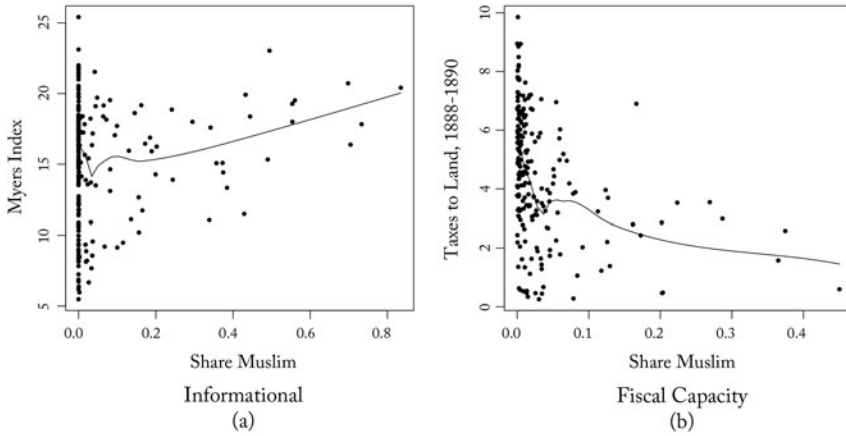 25
20
15
10
5
Myers Index
0.0 0.2 0.4 0.6 0.8
Share Muslim
Informational
(a)
10
8
6
4
2
0
Taxes to Land, 1888-1890
0.0 0.1 0.2 0.3 0.4
Share Muslim
Fiscal Capacity
(b)